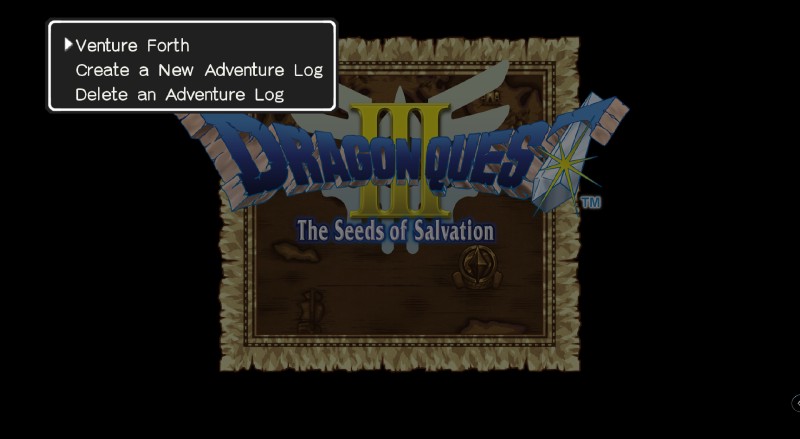 Venture Forth
Create a New Adventure Log
Delete an Adventure Log
III
DRAGON QUEST
TM
The Seeds of Salvation